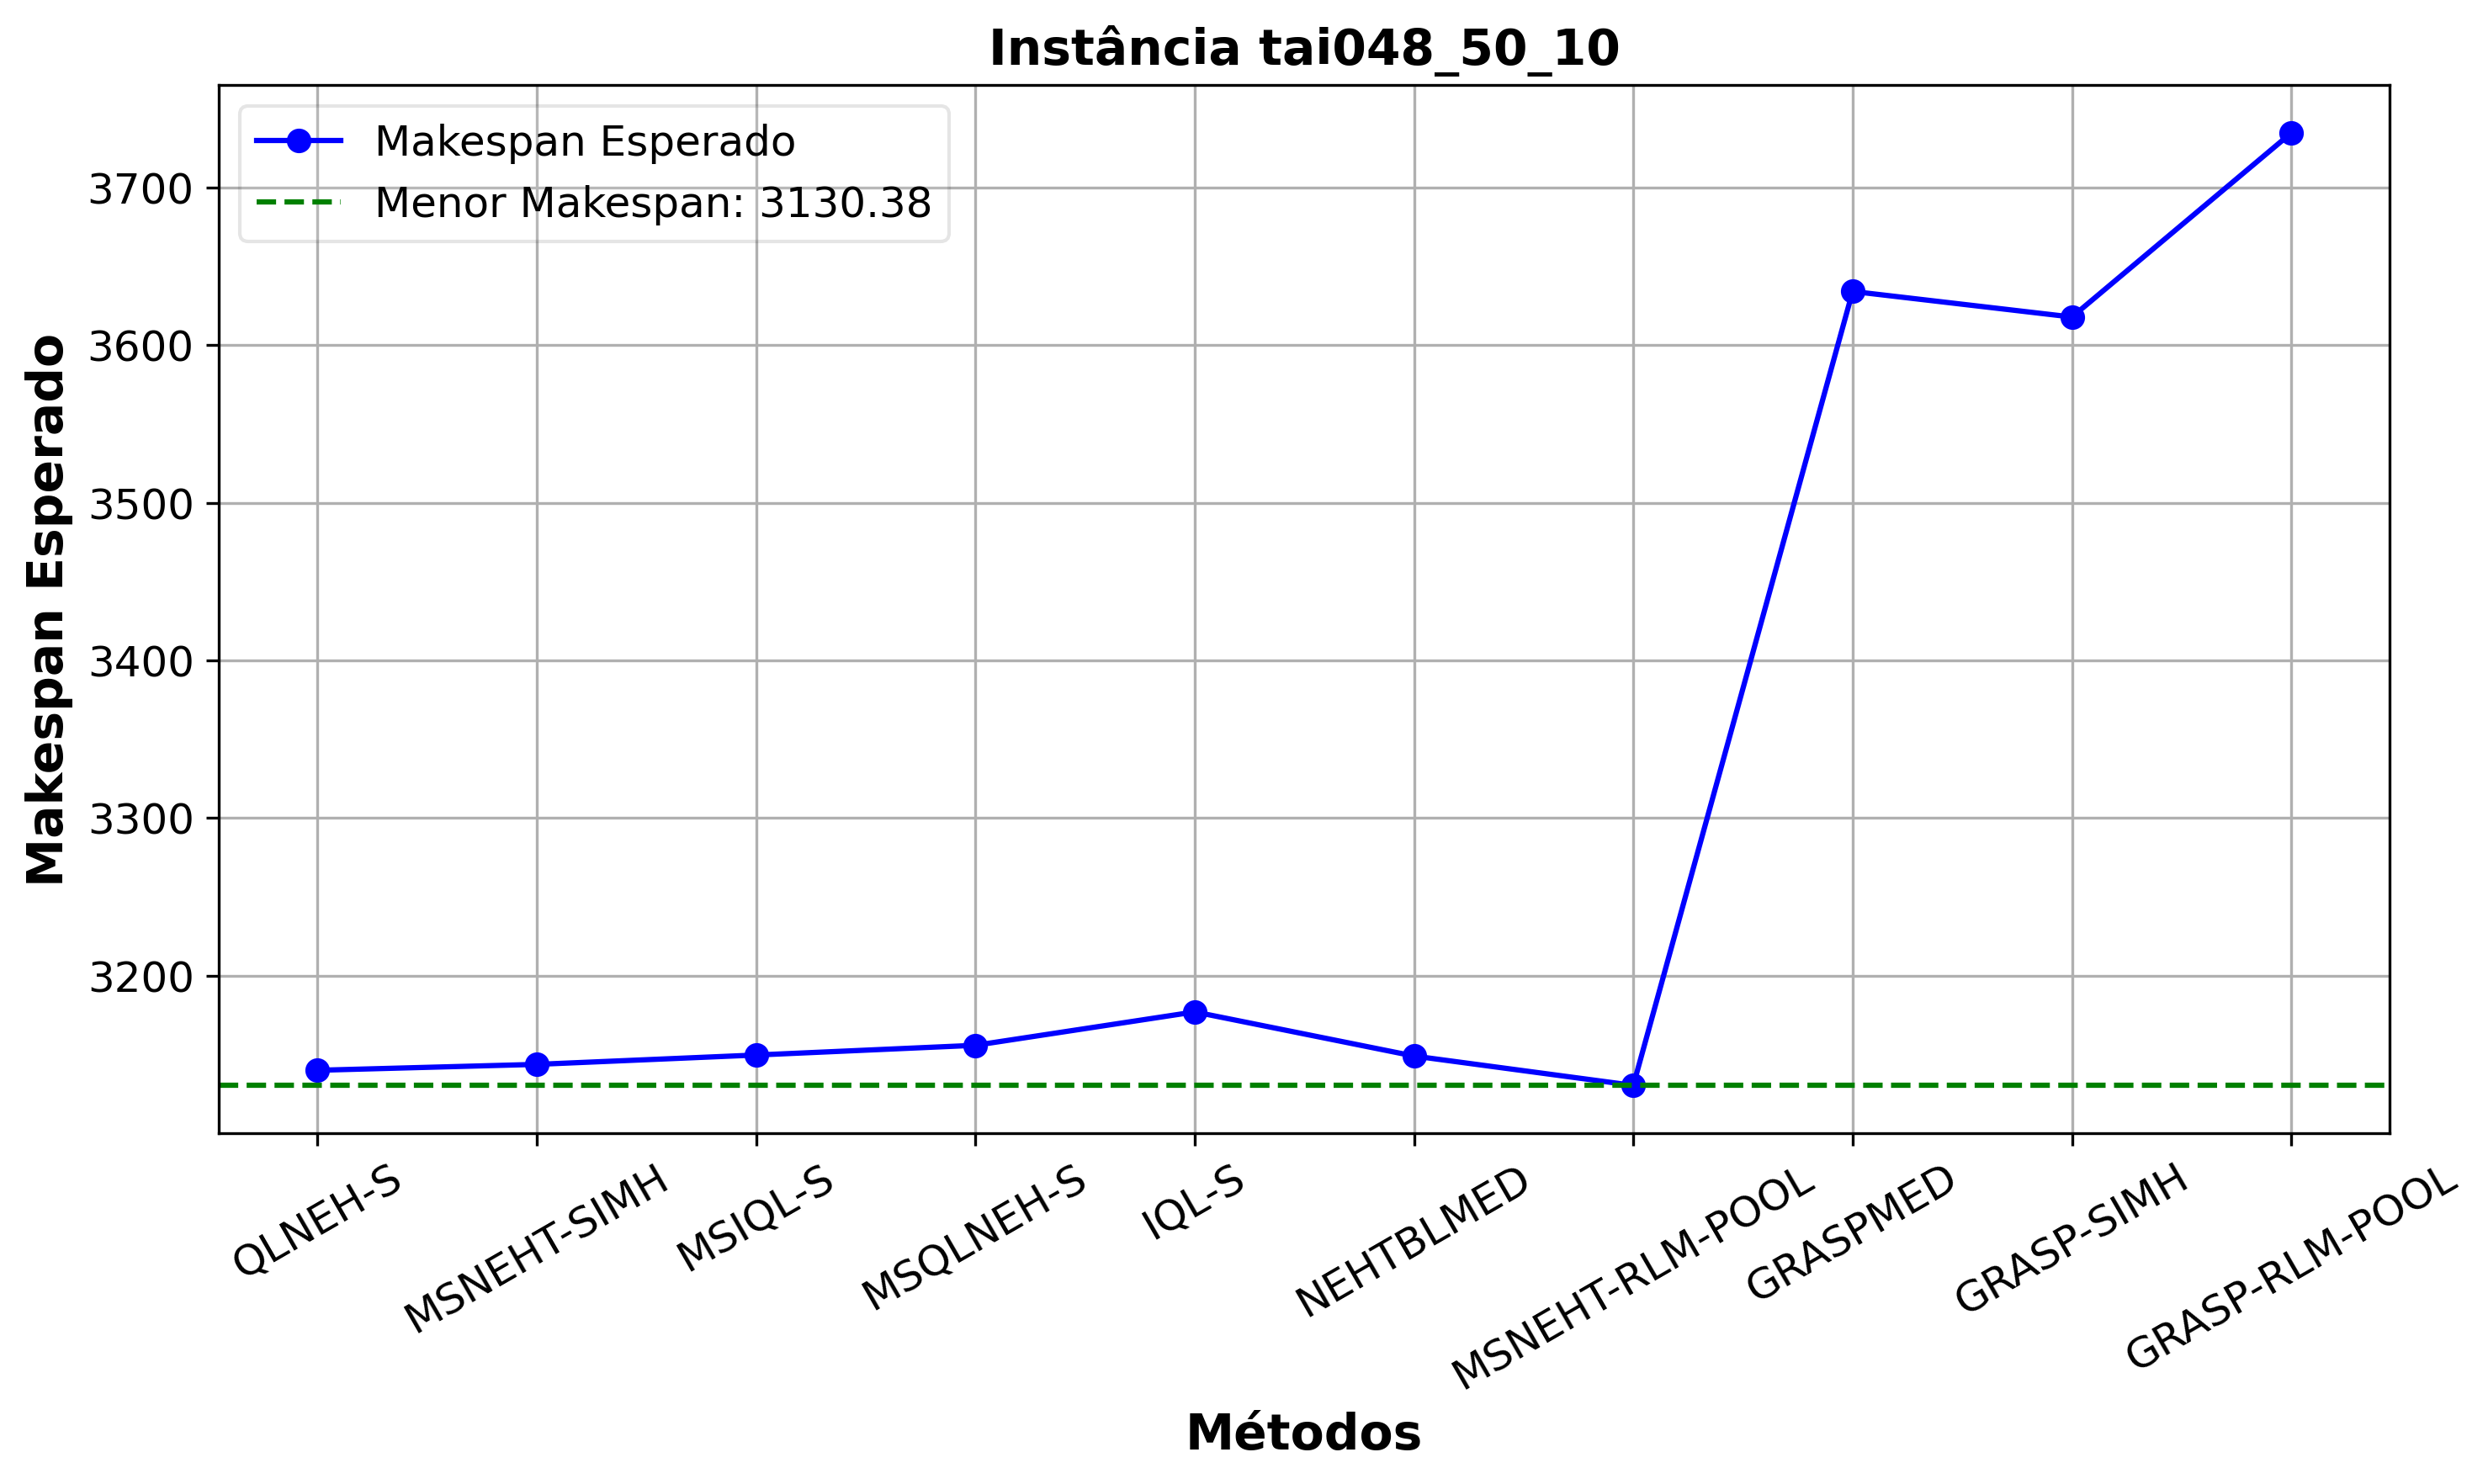 Instância tai048_50_10
Makespan Esperado
Menor Makespan: 3130.38
Makespan Esperado
3700
3600
3500
3400
3300
3200
QLNEH-S
MSNEHT-SIMH
MSIQL-S
MSQLNEH-S
IQL-S
NEHTBLMED
MSNEHT-RLM-POOL
GRASPMED
GRASP-SIMH
GRASP-RLM-POOL
Métodos